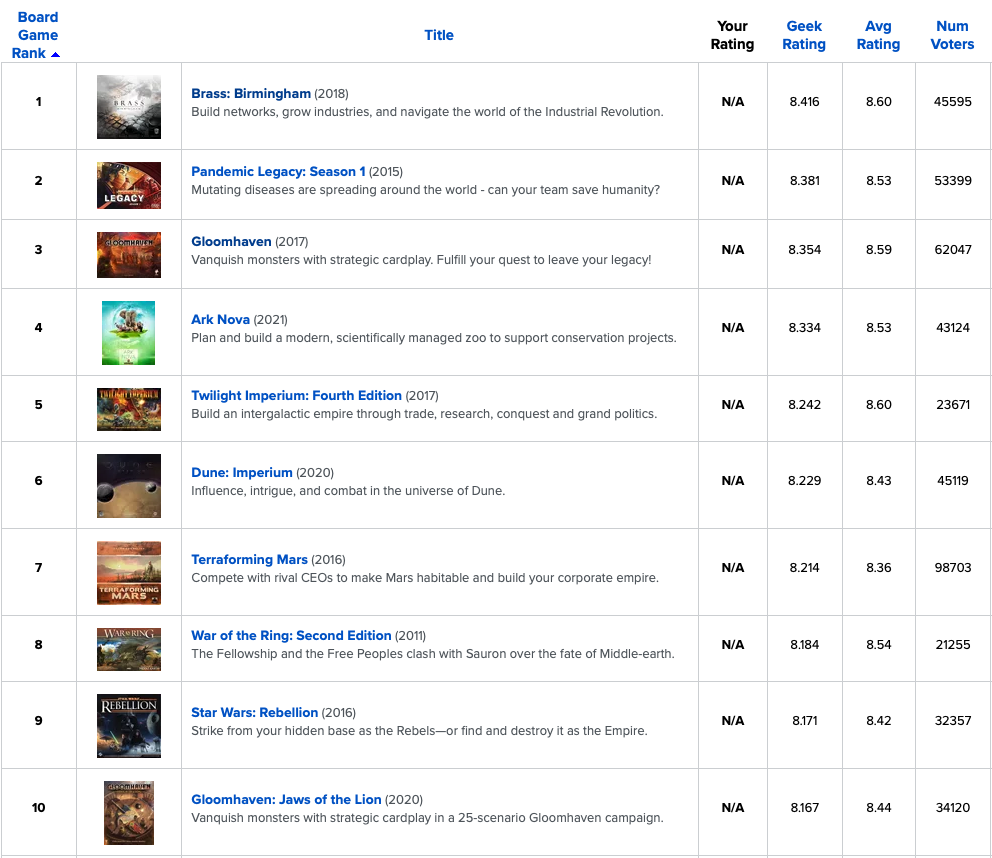 Board Game Rank
Title
Your Rating
Geek Rating
Avg Rating
Num Voters
1
BRASS
Brass: Birmingham (2018)
Build networks, grow industries, and navigate the world of the Industrial Revolution.
N/A
8.416
8.60
45595
2
LEGACY
Pandemic Legacy: Season 1 (2015)
Mutating diseases are spreading around the world - can your team save humanity?
N/A
8.381
8.53
53399
3
GLOOMHAVEN
Gloomhaven (2017)
Vanquish monsters with strategic cardplay. Fulfill your quest to leave your legacy!
N/A
8.354
8.59
62047
4
Ark Nova (2021)
Plan and build a modern, scientifically managed zoo to support conservation projects.
N/A
8.334
8.53
43124
5
TWILIGHT IMPERIUM
Twilight Imperium: Fourth Edition (2017)
Build an intergalactic empire through trade, research, conquest and grand politics.
N/A
8.242
8.60
23671
6
Dune: Imperium (2020)
Influence, intrigue, and combat in the universe of Dune.
N/A
8.229
8.43
45119
7
TERRAFORMING
MARS
Terraforming Mars (2016)
Compete with rival CEOs to make Mars habitable and build your corporate empire.
N/A
8.214
8.36
98703
8
War of the Ring: Second Edition (2011)
The Fellowship and the Free Peoples clash with Sauron over the fate of Middle-earth.
N/A
8.184
8.54
21255
9
STAR WARS
REBELLION
Star Wars: Rebellion (2016)
Strike from your hidden base as the Rebels—or find and destroy it as the Empire.
N/A
8.171
8.42
32357
10
GLOOMHAVEN
Gloomhaven: Jaws of the Lion (2020)
Vanquish monsters with strategic cardplay in a 25-scenario Gloomhaven campaign.
N/A
8.167
8.44
34120